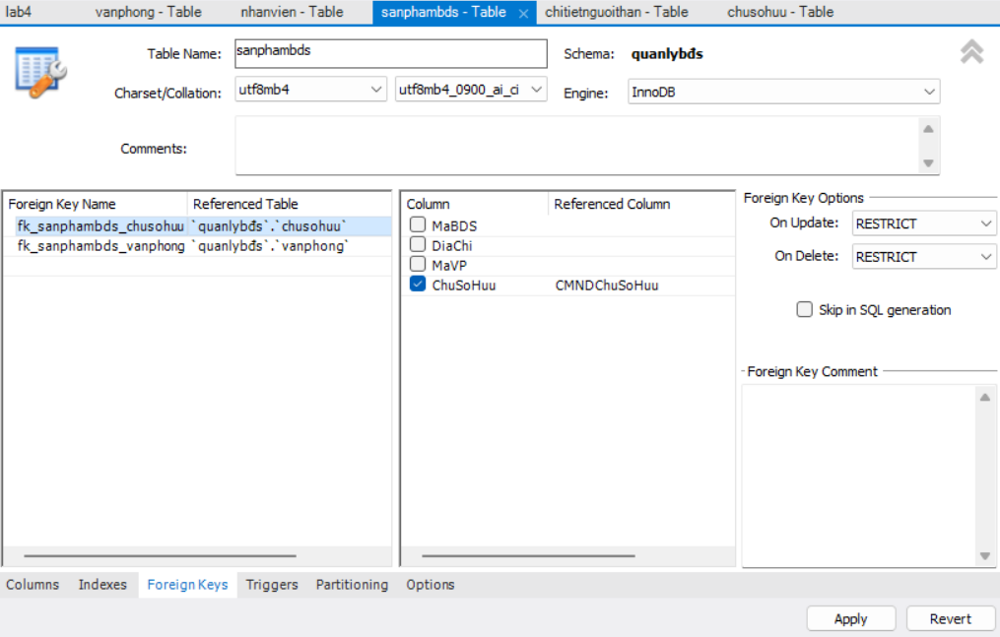 lab4 vanphong - Table nhanvien - Table sanphambds - Table × chitietnguoithan - Table chusohuu - Table
Table Name: sanphambds Schema: quanlybđs
Charset/Collation: utf8mb4 utf8mb4_0900_ai_ci Engine: InnoDB
Comments:
Foreign Key Name Referenced Table
fk_sanphambds_chusohuu `quanlybđs`.`chusohuu`
fk_sanphambds_vanphong `quanlybđs`.`vanphong`
Column Referenced Column
MaBDS
DiaChi
MaVP
ChuSoHuu CMNDChuSoHuu
Foreign Key Options
On Update: RESTRICT
On Delete: RESTRICT
Skip in SQL generation
Foreign Key Comment
Columns Indexes Foreign Keys Triggers Partitioning Options
Apply Revert